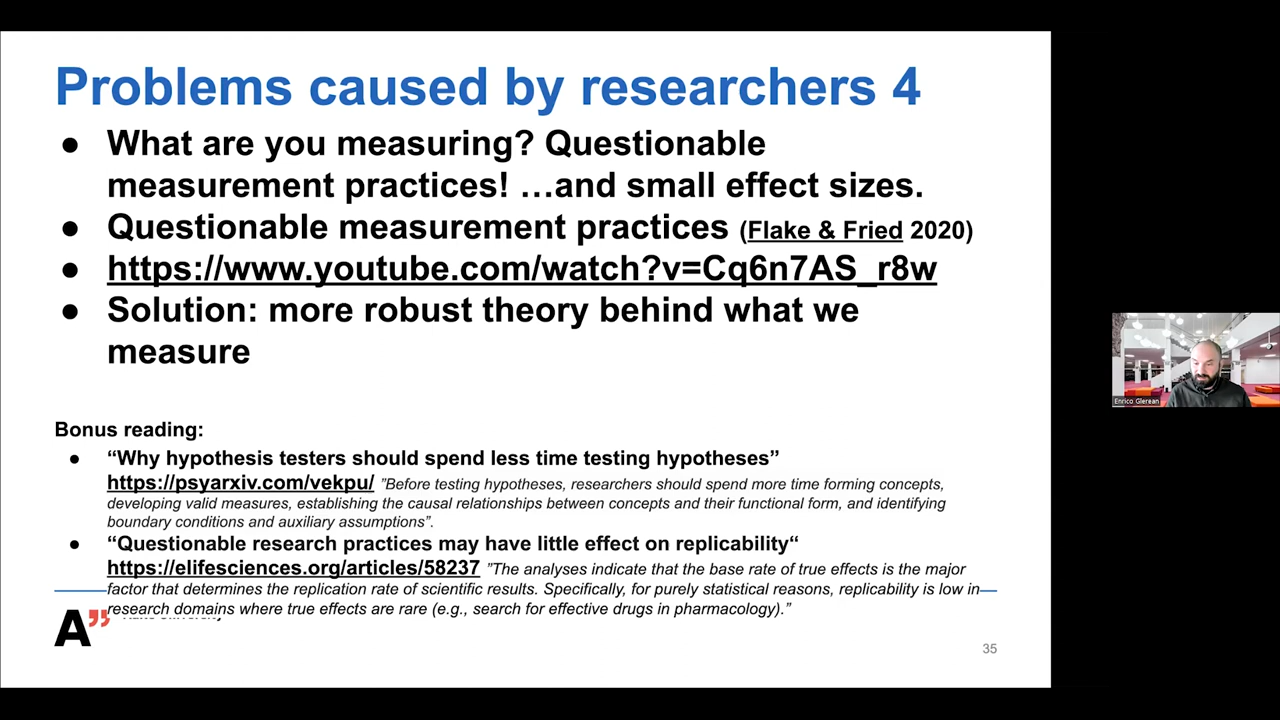 Problems caused by researchers 4
● What are you measuring? Questionable
measurement practices! …and small effect sizes.
● Questionable measurement practices (Flake & Fried 2020)
● https://www.youtube.com/watch?v=Cq6n7AS_r8w
● Solution: more robust theory behind what we
measure
Bonus reading:
● “Why hypothesis testers should spend less time testing hypotheses”
https://psyarxiv.com/vekpu/ ”Before testing hypotheses, researchers should spend more time forming concepts,
developing valid measures, establishing the causal relationships between concepts and their functional form, and identifying
boundary conditions and auxiliary assumptions”.
● “Questionable research practices may have little effect on replicability“
https://elifesciences.org/articles/58237 ”The analyses indicate that the base rate of true effects is the major
factor that determines the replication rate of scientific results. Specifically, for purely statistical reasons, replicability is low in
research domains where true effects are rare (e.g., search for effective drugs in pharmacology).”
A”
35
Enrico Glerean